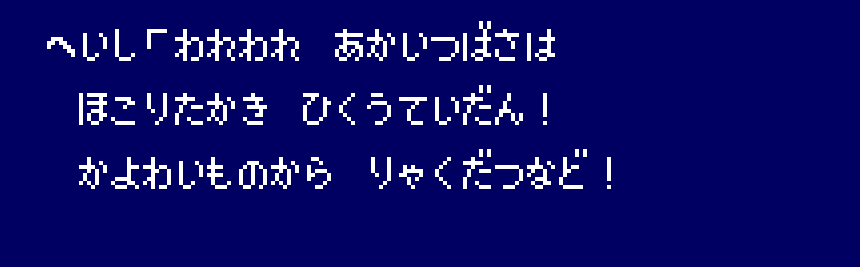 へいし「われわれ あかいつばさは
ほこりたかき ひくうていだん！
かよわいものから りゃくだつなど！